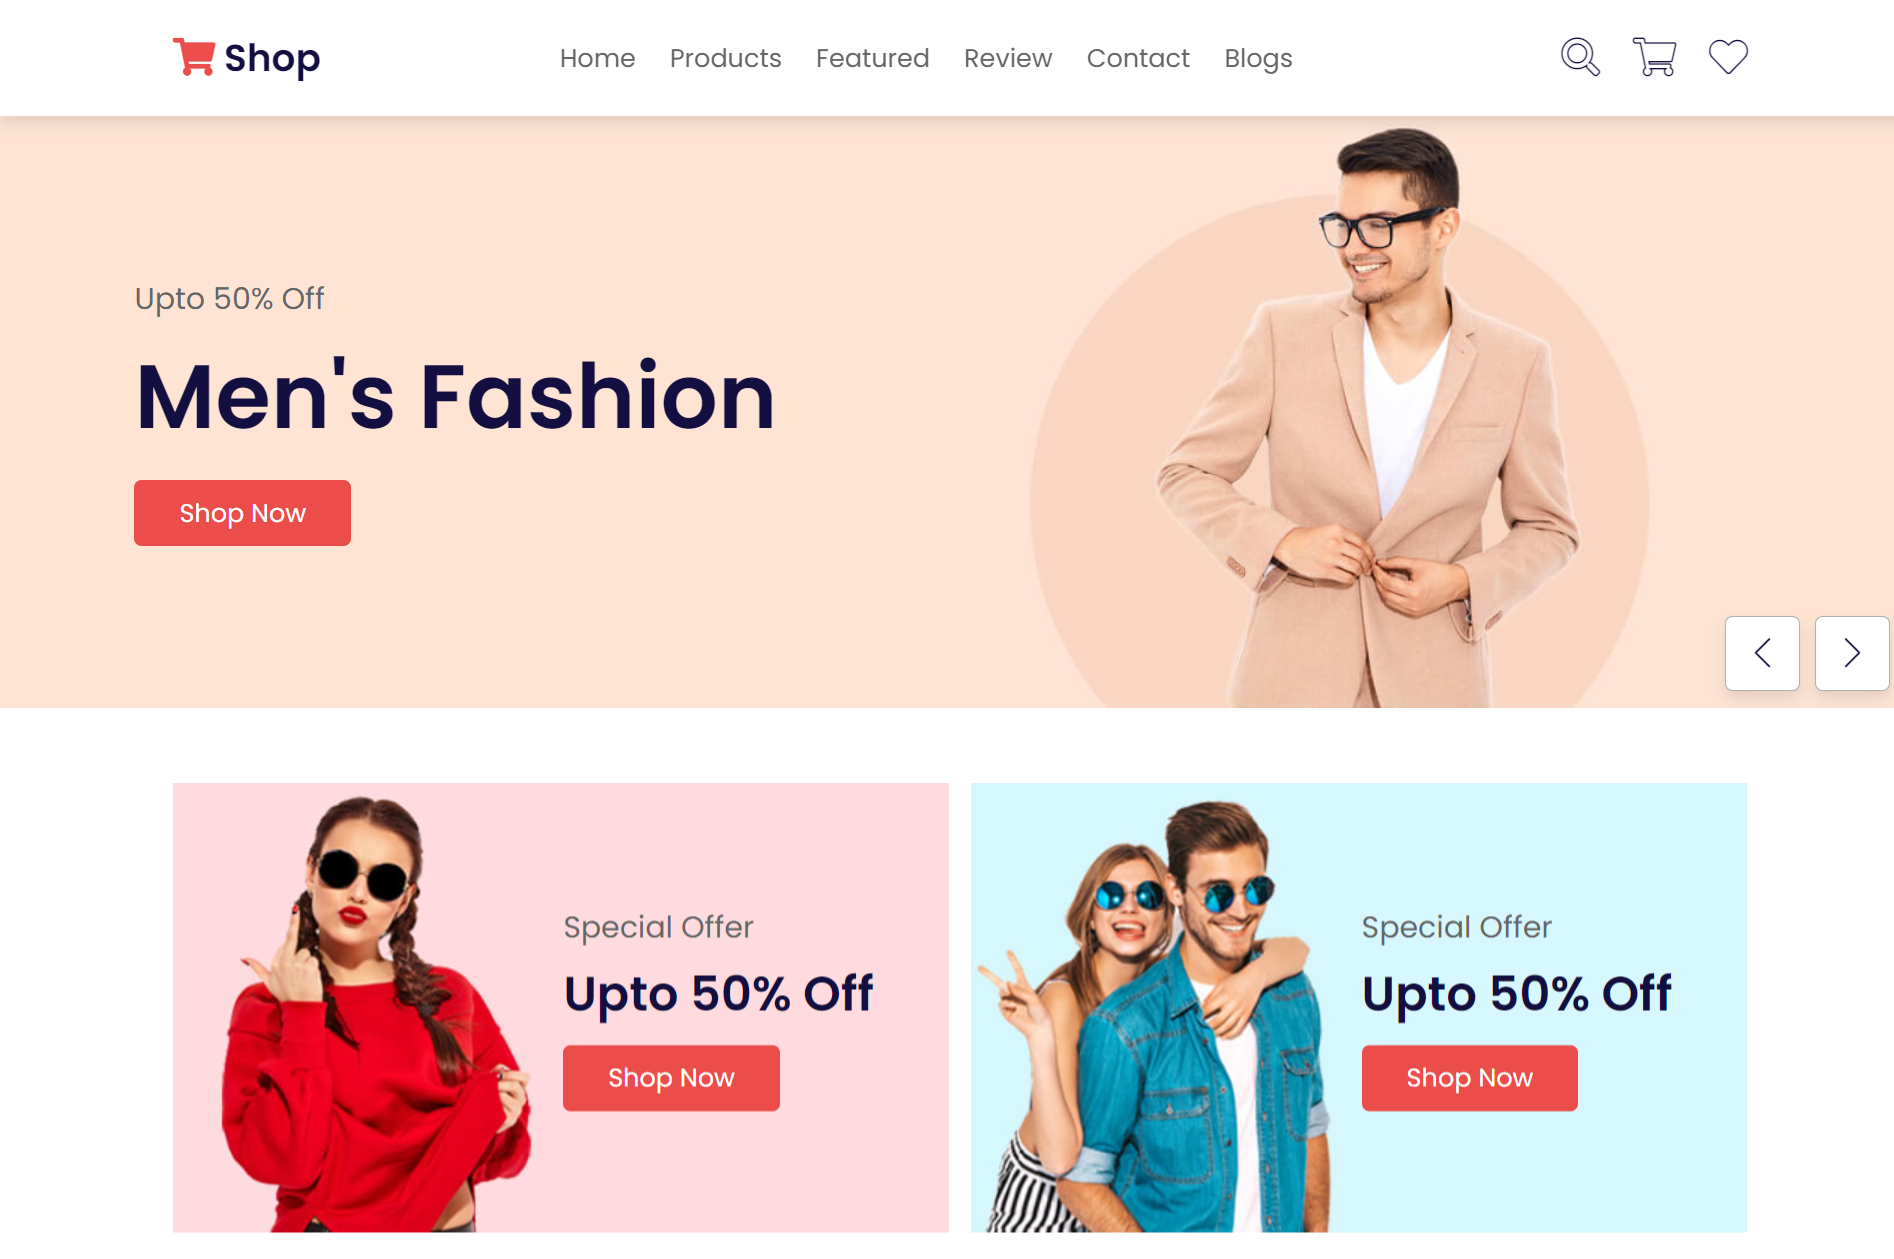 Shop
Home Products Featured Review Contact Blogs
Upto 50% Off
Men's Fashion
Shop Now
Special Offer
Upto 50% Off
Shop Now
Special Offer
Upto 50% Off
Shop Now